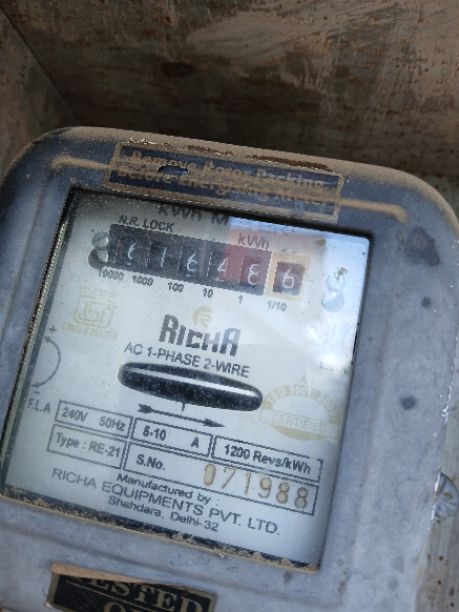 Remove Rotor Packing
Before Energising Meter
kWh M
N.R. LOCK
kWh
6 1 6 4 8 6
10000 1000 100 10 1 1/10
RICHA
AC 1-PHASE 2-WIRE
F.L.A
240V 50Hz
5-10 A
1200 Revs/kWh
CERTIFIED
Type : RE-21
S.No. 071988
Manufactured by :
RICHA EQUIPMENTS PVT. LTD.
Shahdara, Delhi-32
TESTED